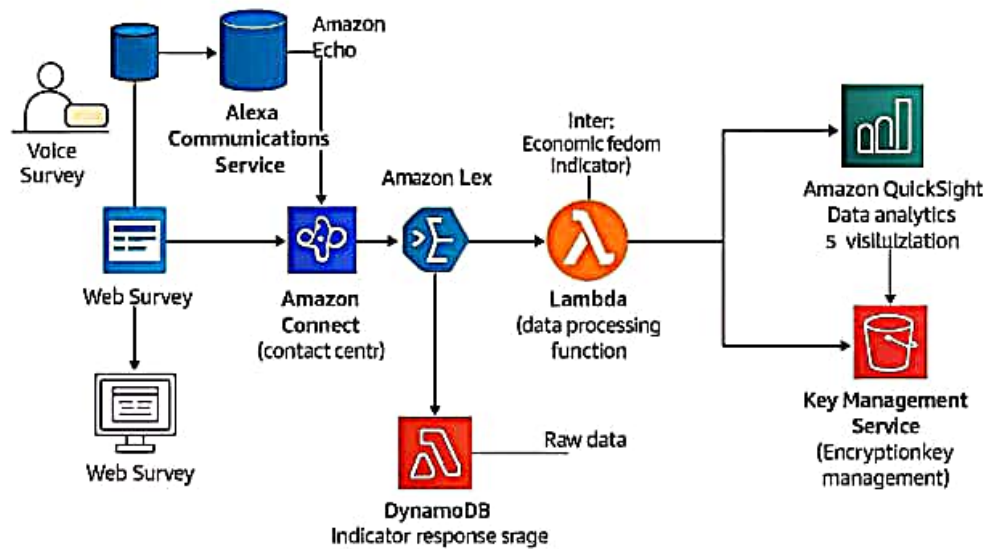 Amazon
Echo
Alexa
Communications
Service
Voice
Survey
Web Survey
Web Survey
Amazon
Connect
(contact centr)
Amazon Lex
Inter:
Economic fedom
Indicator)
Lambda
(data processing
function
Raw data
DynamoDB
Indicator response srage
Amazon QuickSight
Data analytics
s visiluiziation
Key Management
Service
(Encryptionkey
management)